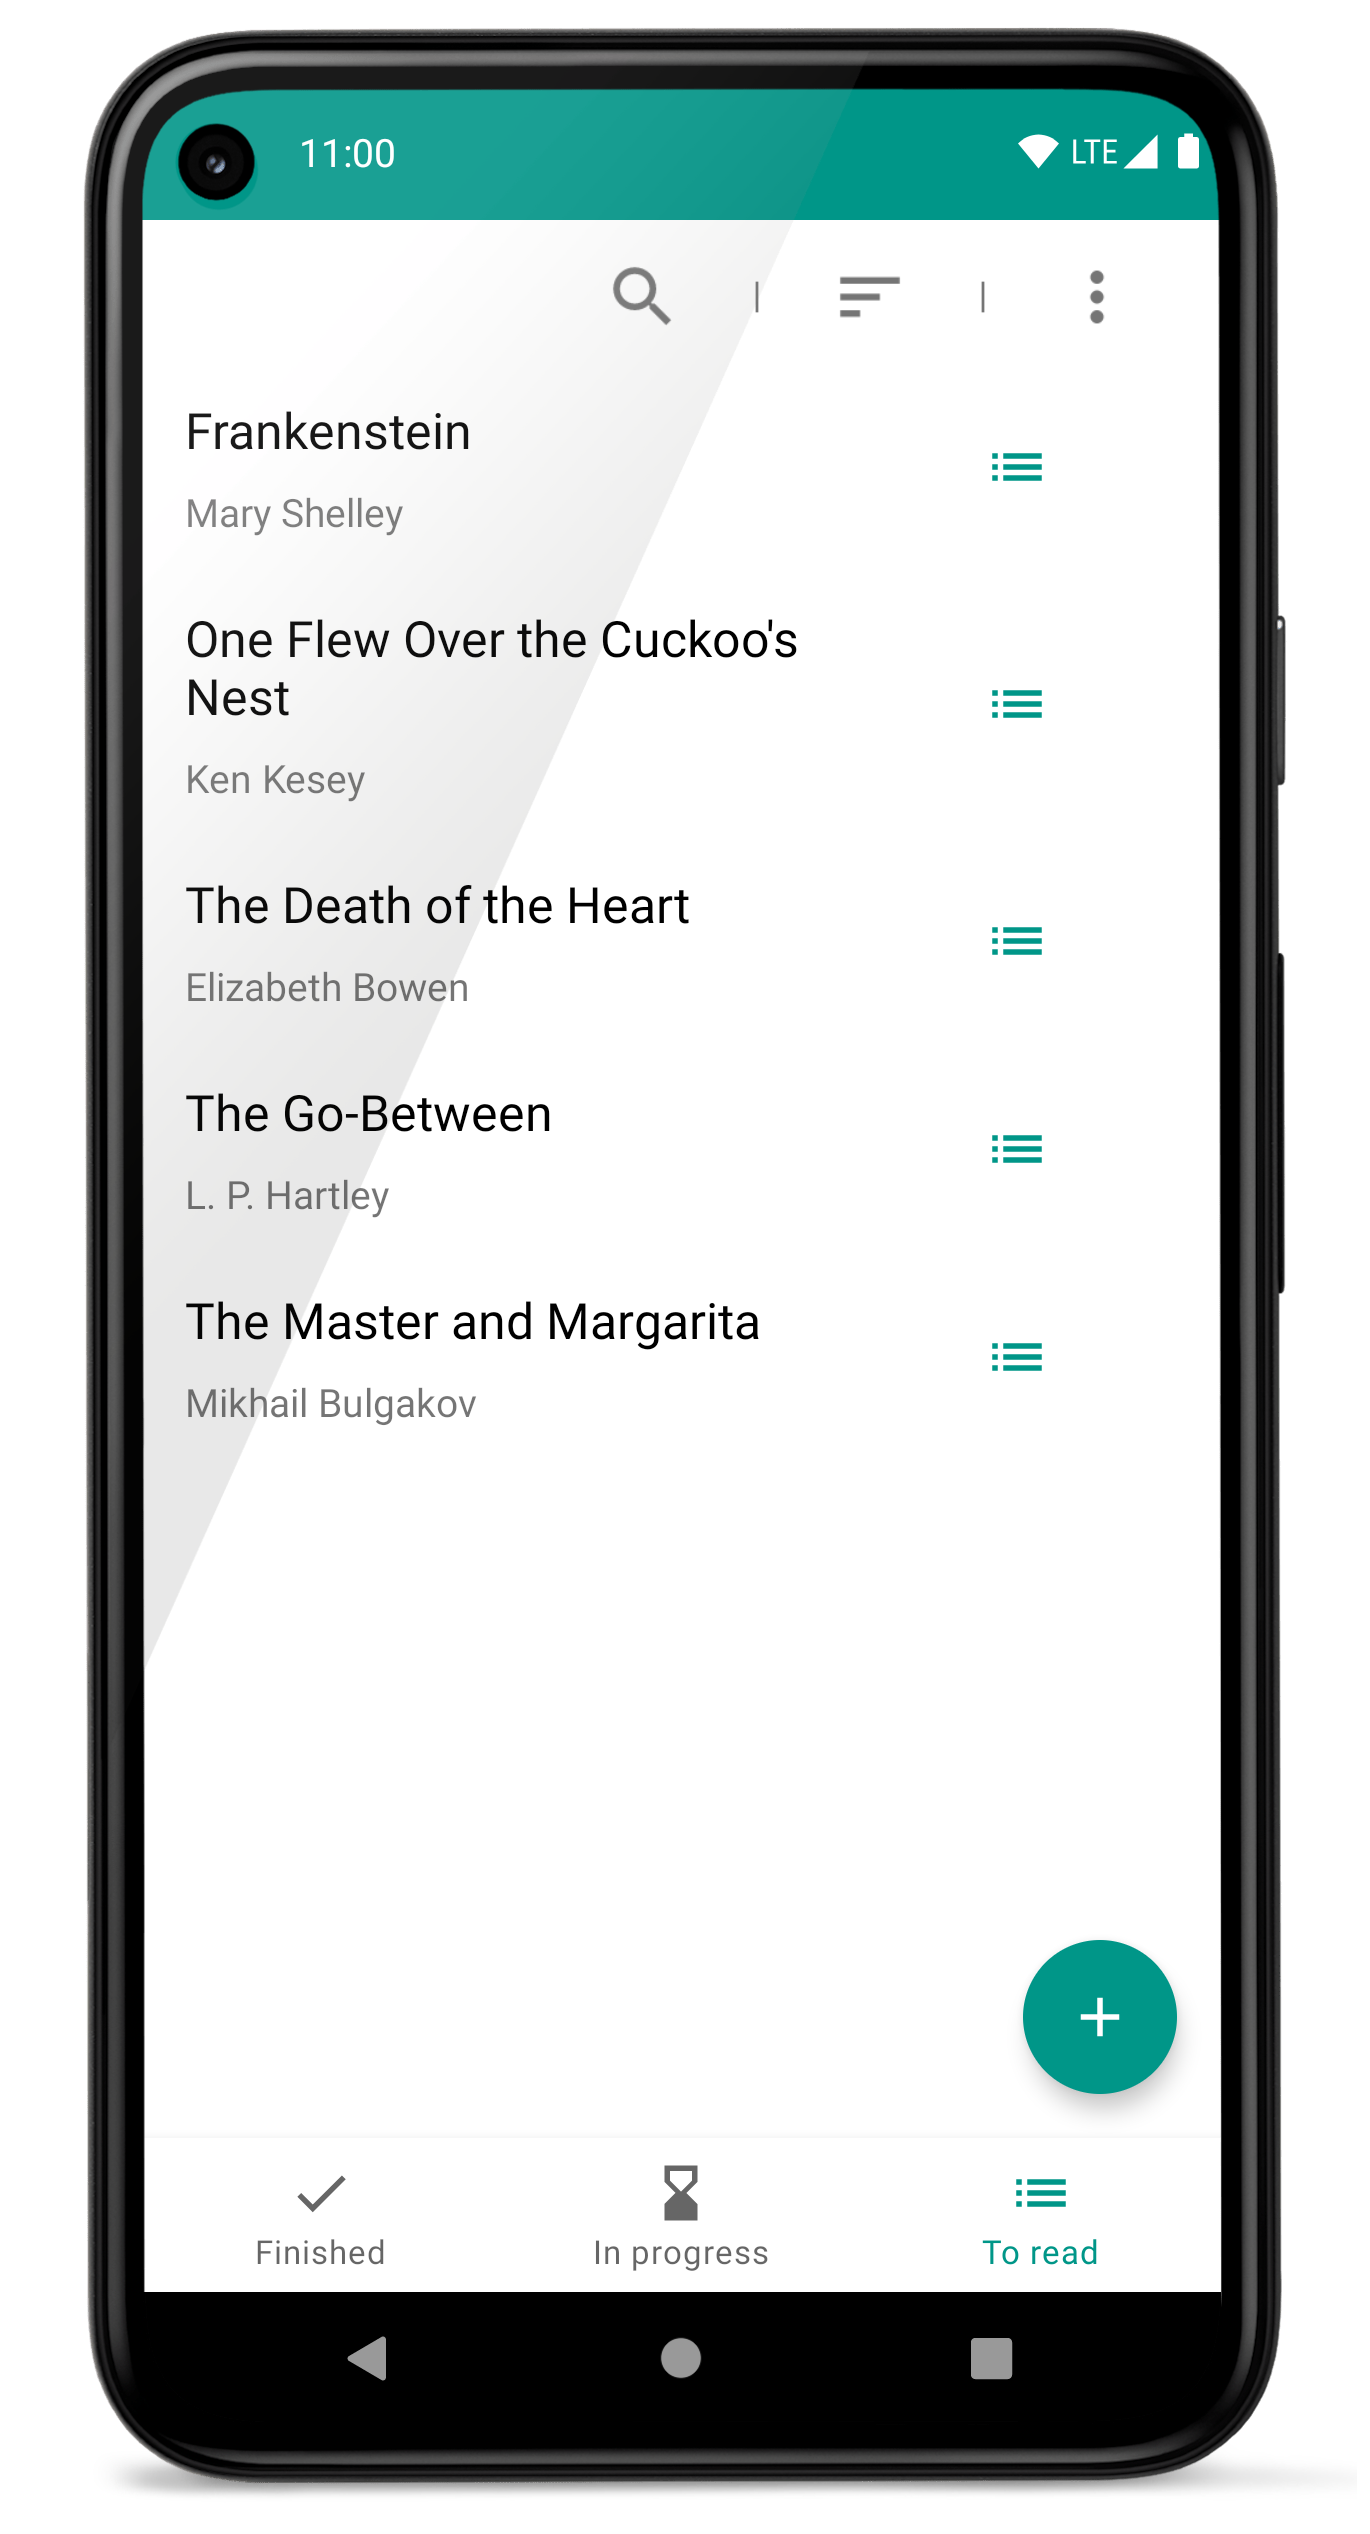 11:00 LTE
Frankenstein
Mary Shelley
One Flew Over the Cuckoo's
Nest
Ken Kesey
The Death of the Heart
Elizabeth Bowen
The Go-Between
L. P. Hartley
The Master and Margarita
Mikhail Bulgakov
Finished In progress To read